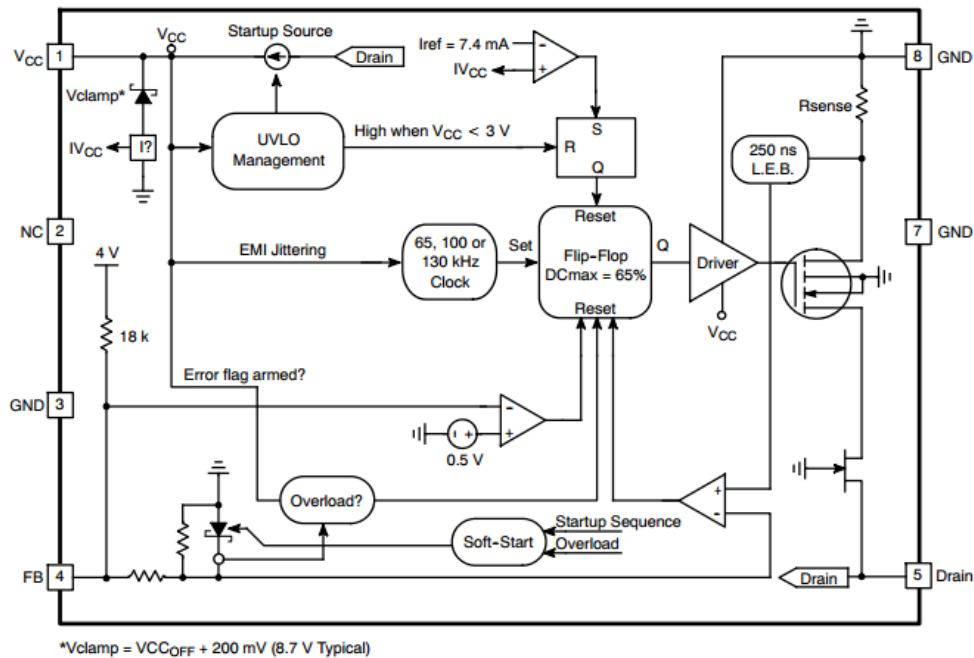 Startup Source
VCC
VCC 1
Drain
Iref = 7.4 mA
-
+
IVCC
8 GND
Vclamp*
Rsense
IVCC
I?
UVLO
Management
High when VCC < 3 V
S
R
Q
250 ns
L.E.B.
NC 2
7 GND
4 V
EMI Jittering
65, 100 or
130 kHz
Clock
Set
Reset
Flip-Flop
DCmax = 65%
Reset
Q
Driver
VCC
18 k
Error flag armed?
GND 3
-
+
- +
0.5 V
Overload?
+
-
Soft-Start
Startup Sequence
Overload
FB 4
Drain
5 Drain
*Vclamp = VCCOFF + 200 mV (8.7 V Typical)